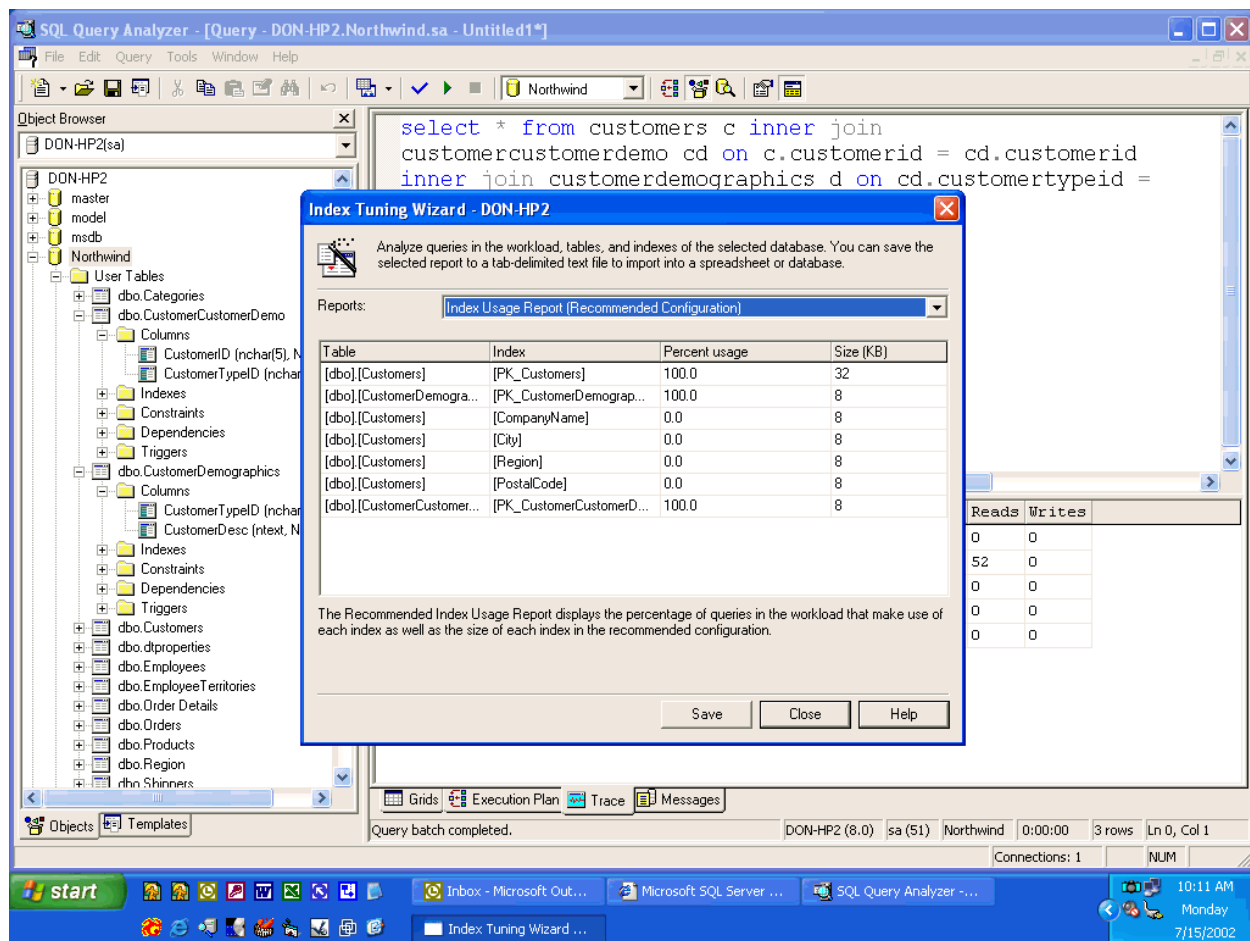 SQL Query Analyzer - [Query - DON-HP2.Northwind.sa - Untitled1*]
File Edit Query Tools Window Help
Northwind
Object Browser
DON-HP2(sa)
DON-HP2
master
model
msdb
Northwind
User Tables
dbo.Categories
dbo.CustomerCustomerDemo
Columns
CustomerID (nchar(5), N
CustomerTypeID (nchar
Indexes
Constraints
Dependencies
Triggers
dbo.CustomerDemographics
Columns
CustomerTypeID (nchar
CustomerDesc (ntext, N
Indexes
Constraints
Dependencies
Triggers
dbo.Customers
dbo.dtproperties
dbo.Employees
dbo.EmployeeTerritories
dbo.Order Details
dbo.Orders
dbo.Products
dbo.Region
dbo.Shippers
Objects Templates
select * from customers c inner join
customercustomerdemo cd on c.customerid = cd.customerid
inner join customerdemographics d on cd.customertypeid =
Index Tuning Wizard - DON-HP2
Analyze queries in the workload, tables, and indexes of the selected database. You can save the
selected report to a tab-delimited text file to import into a spreadsheet or database.
Reports: Index Usage Report (Recommended Configuration)
Table Index Percent usage Size (KB)
[dbo].[Customers] [PK_Customers] 100.0 32
[dbo].[CustomerDemogra... [PK_CustomerDemograp... 100.0 8
[dbo].[Customers] [CompanyName] 0.0 8
[dbo].[Customers] [City] 0.0 8
[dbo].[Customers] [Region] 0.0 8
[dbo].[Customers] [PostalCode] 0.0 8
[dbo].[CustomerCustomer... [PK_CustomerCustomerD... 100.0 8
The Recommended Index Usage Report displays the percentage of queries in the workload that make use of
each index as well as the size of each index in the recommended configuration.
Save Close Help
Reads Writes
0 0
52 0
0 0
0 0
0 0
Grids Execution Plan Trace Messages
Query batch completed. DON-HP2 (8.0) sa (51) Northwind 0:00:00 3 rows Ln 0, Col 1
Connections: 1 NUM
start
Inbox - Microsoft Out... Microsoft SQL Server ... SQL Query Analyzer -...
Index Tuning Wizard ...
10:11 AM
Monday
7/15/2002